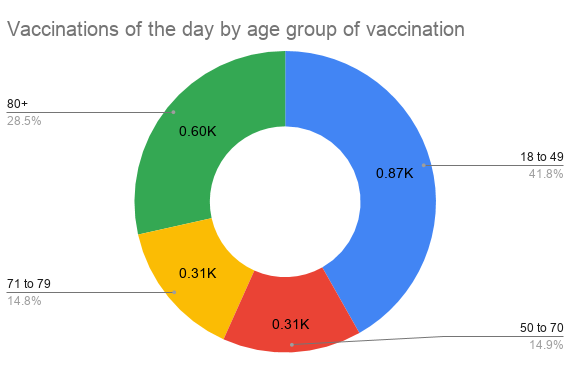 Vaccinations of the day by age group of vaccination
80+
28.5%
0.60K
0.87K
18 to 49
41.8%
71 to 79
14.8%
0.31K
0.31K
50 to 70
14.9%